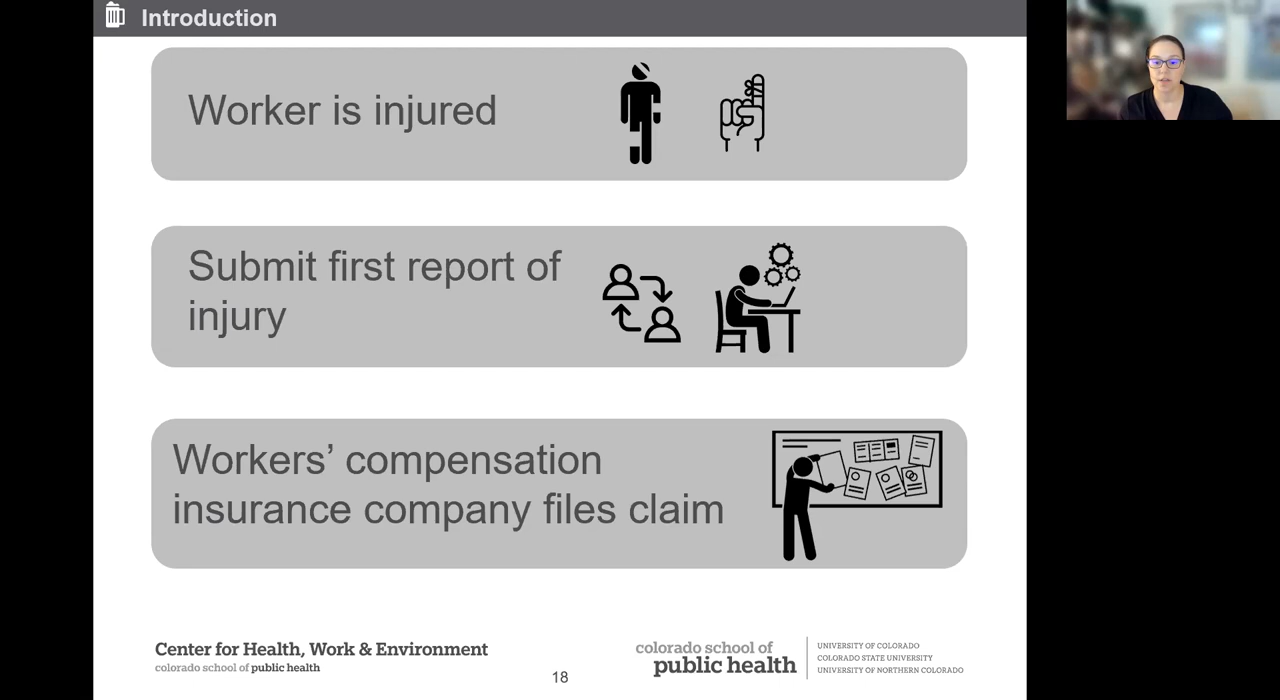 Introduction
Worker is injured
Submit first report of
injury
Workers’ compensation
insurance company files claim
Center for Health, Work & Environment
colorado school of public health
18
colorado school of
public health
UNIVERSITY OF COLORADO
COLORADO STATE UNIVERSITY
UNIVERSITY OF NORTHERN COLORADO